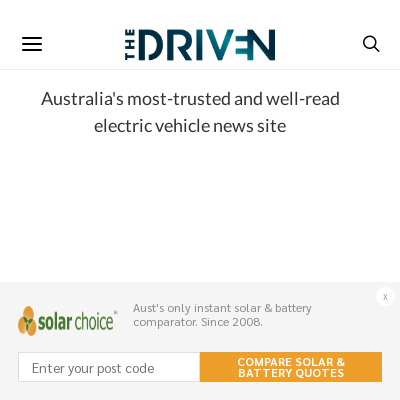 THE DRIVEN
Australia's most-trusted and well-read
electric vehicle news site
x
solar choice™
Aust's only instant solar & battery
comparator. Since 2008.
Enter your post code
COMPARE SOLAR &
BATTERY QUOTES